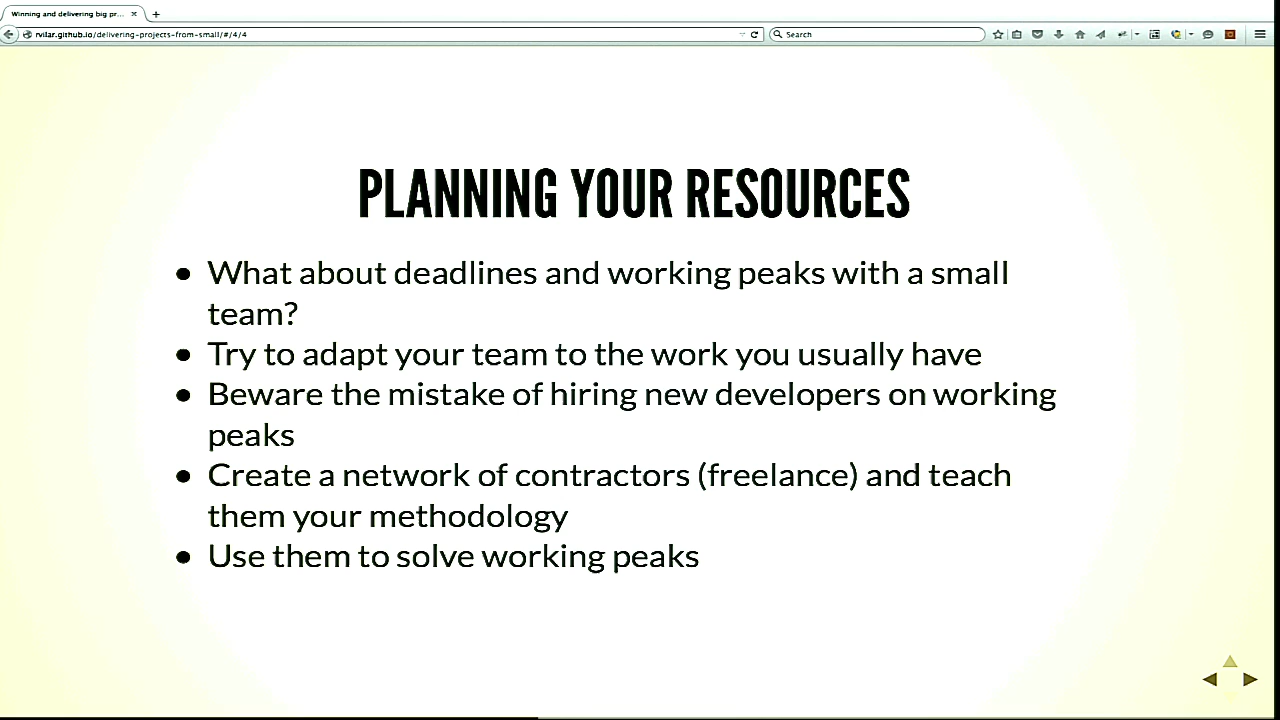 Winning and delivering big pr...
rvilar.github.io/delivering-projects-from-small/#/4/4
Search
PLANNING YOUR RESOURCES
• What about deadlines and working peaks with a small
team?
• Try to adapt your team to the work you usually have
• Beware the mistake of hiring new developers on working
peaks
• Create a network of contractors (freelance) and teach
them your methodology
• Use them to solve working peaks